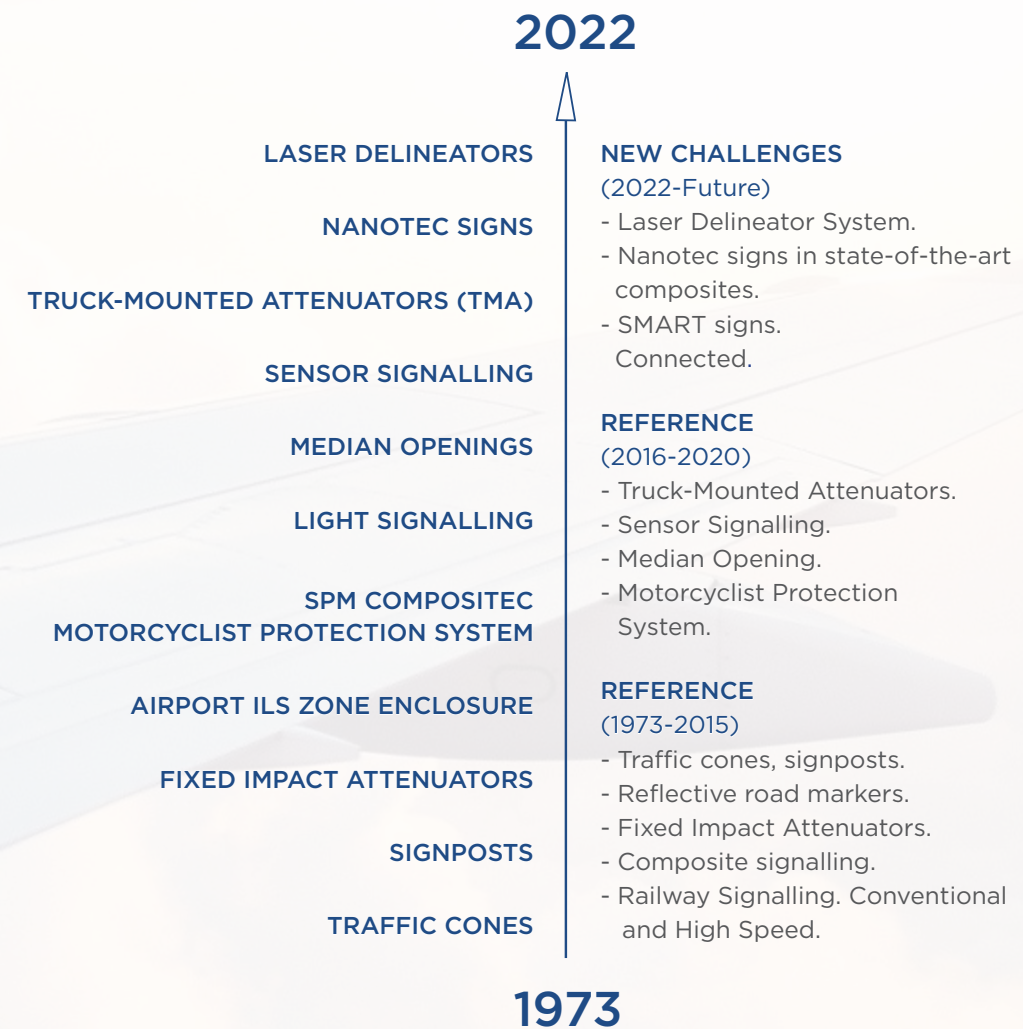 2022
LASER DELINEATORS
NANOTEC SIGNS
TRUCK-MOUNTED ATTENUATORS (TMA)
SENSOR SIGNALLING
MEDIAN OPENINGS
LIGHT SIGNALLING
SPM COMPOSITEC
MOTORCYCLIST PROTECTION SYSTEM
AIRPORT ILS ZONE ENCLOSURE
FIXED IMPACT ATTENUATORS
SIGNPOSTS
TRAFFIC CONES
NEW CHALLENGES
(2022-Future)
- Laser Delineator System.
- Nanotec signs in state-of-the-art
composites.
- SMART signs.
Connected.
REFERENCE
(2016-2020)
- Truck-Mounted Attenuators.
- Sensor Signalling.
- Median Opening.
- Motorcyclist Protection
System.
REFERENCE
(1973-2015)
- Traffic cones, signposts.
- Reflective road markers.
- Fixed Impact Attenuators.
- Composite signalling.
- Railway Signalling. Conventional
and High Speed.
1973